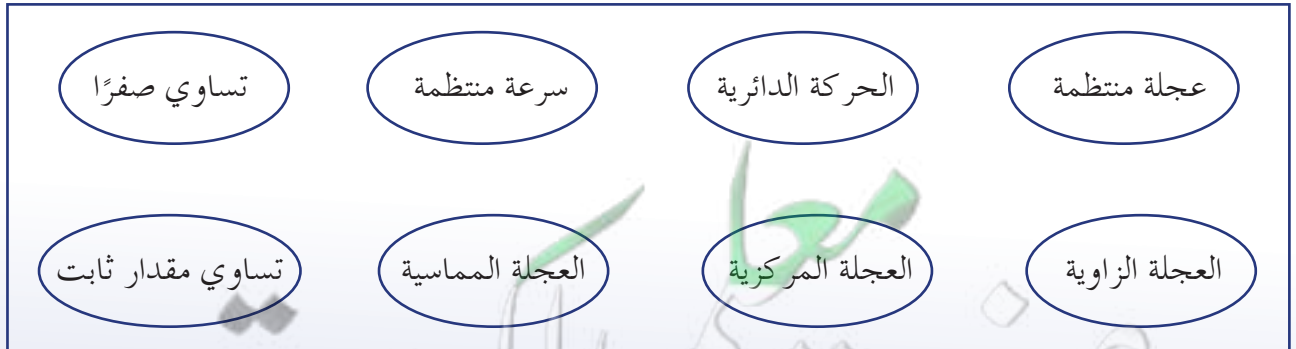 عجلة منتظمة الحركة الدائرية سرعة منتظمة تساوي صفرًا
العجلة الزاوية العجلة المركزية العجلة المماسية تساوي مقدار ثابت